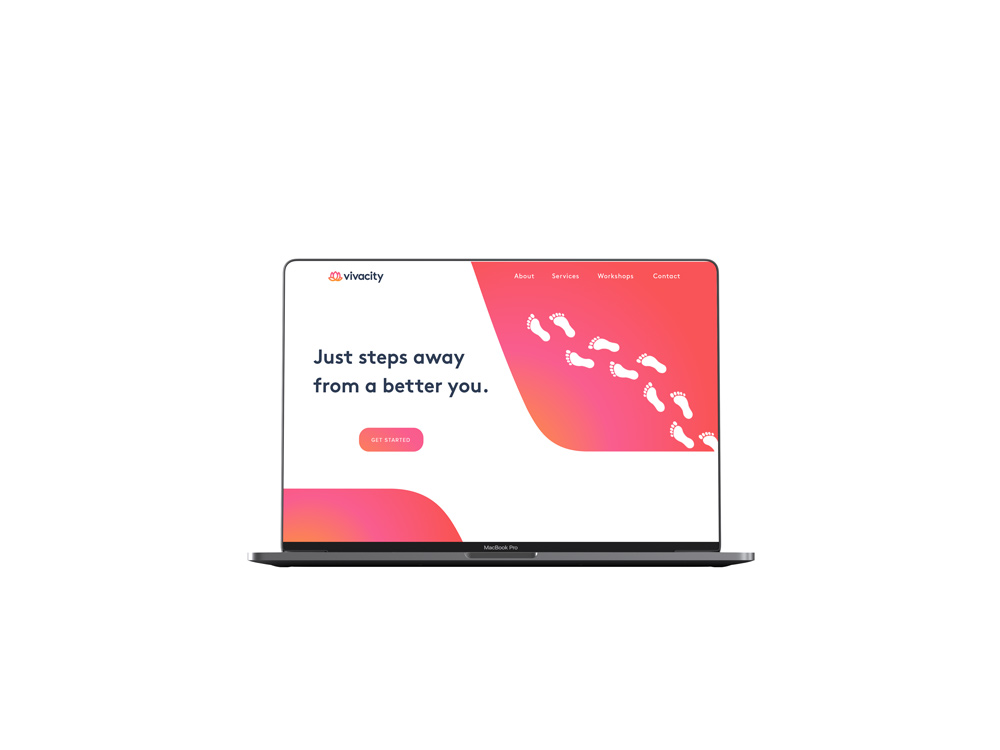 vivacity
About Services Workshops Contact
Just steps away
from a better you.
GET STARTED
MacBook Pro